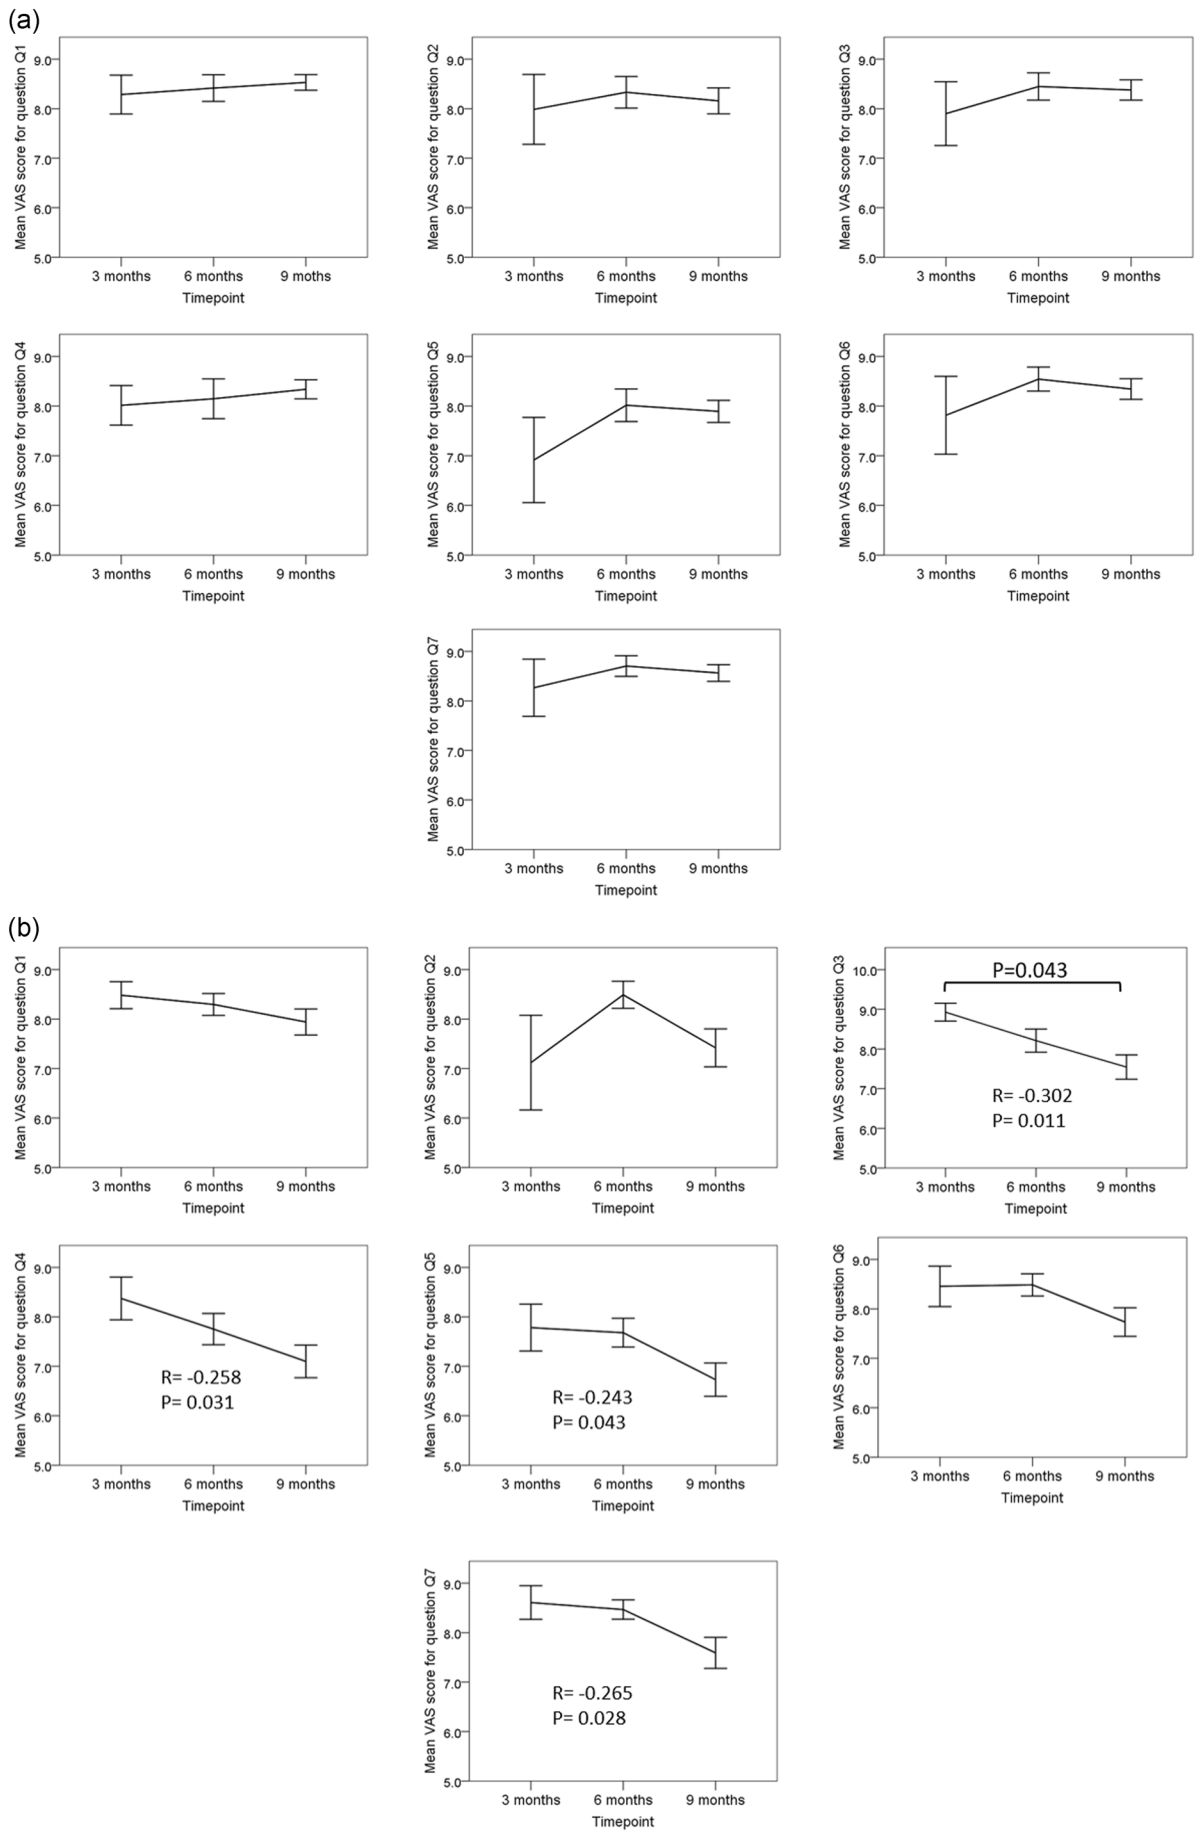 (a)
Mean VAS score for question Q1
9.0
8.0
7.0
6.0
5.0
3 months 6 months 9 moths
Timepoint
Mean VAS score for question Q2
9.0
8.0
7.0
6.0
5.0
3 months 6 months 9 months
Timepoint
Mean VAS score for question Q3
9.0
8.0
7.0
6.0
5.0
3 months 6 months 9 months
Timepoint
Mean VAS score for question Q4
9.0
8.0
7.0
6.0
5.0
3 months 6 months 9 months
Timepoint
Mean VAS score for question Q5
9.0
8.0
7.0
6.0
5.0
3 months 6 months 9 months
Timepoint
Mean VAS score for question Q6
9.0
8.0
7.0
6.0
5.0
3 months 6 months 9 months
Timepoint
Mean VAS score for question Q7
9.0
8.0
7.0
6.0
5.0
3 months 6 months 9 months
Timepoint
(b)
Mean VAS score for question Q1
9.0
8.0
7.0
6.0
5.0
3 months 6 months 9 months
Timepoint
Mean VAS score for question Q2
9.0
8.0
7.0
6.0
5.0
3 months 6 months 9 months
Timepoint
Mean VAS score for question Q3
10.0
9.0
8.0
7.0
6.0
5.0
P=0.043
R= -0.302
P= 0.011
3 months 6 months 9 months
Timepoint
Mean VAS score for question Q4
9.0
8.0
7.0
6.0
5.0
R= -0.258
P= 0.031
3 months 6 months 9 months
Timepoint
Mean VAS score for question Q5
9.0
8.0
7.0
6.0
5.0
R= -0.243
P= 0.043
3 months 6 months 9 months
Timepoint
Mean VAS score for question Q6
9.0
8.0
7.0
6.0
5.0
3 months 6 months 9 months
Timepoint
Mean VAS score for question Q7
9.0
8.0
7.0
6.0
5.0
R= -0.265
P= 0.028
3 months 6 months 9 months
Timepoint